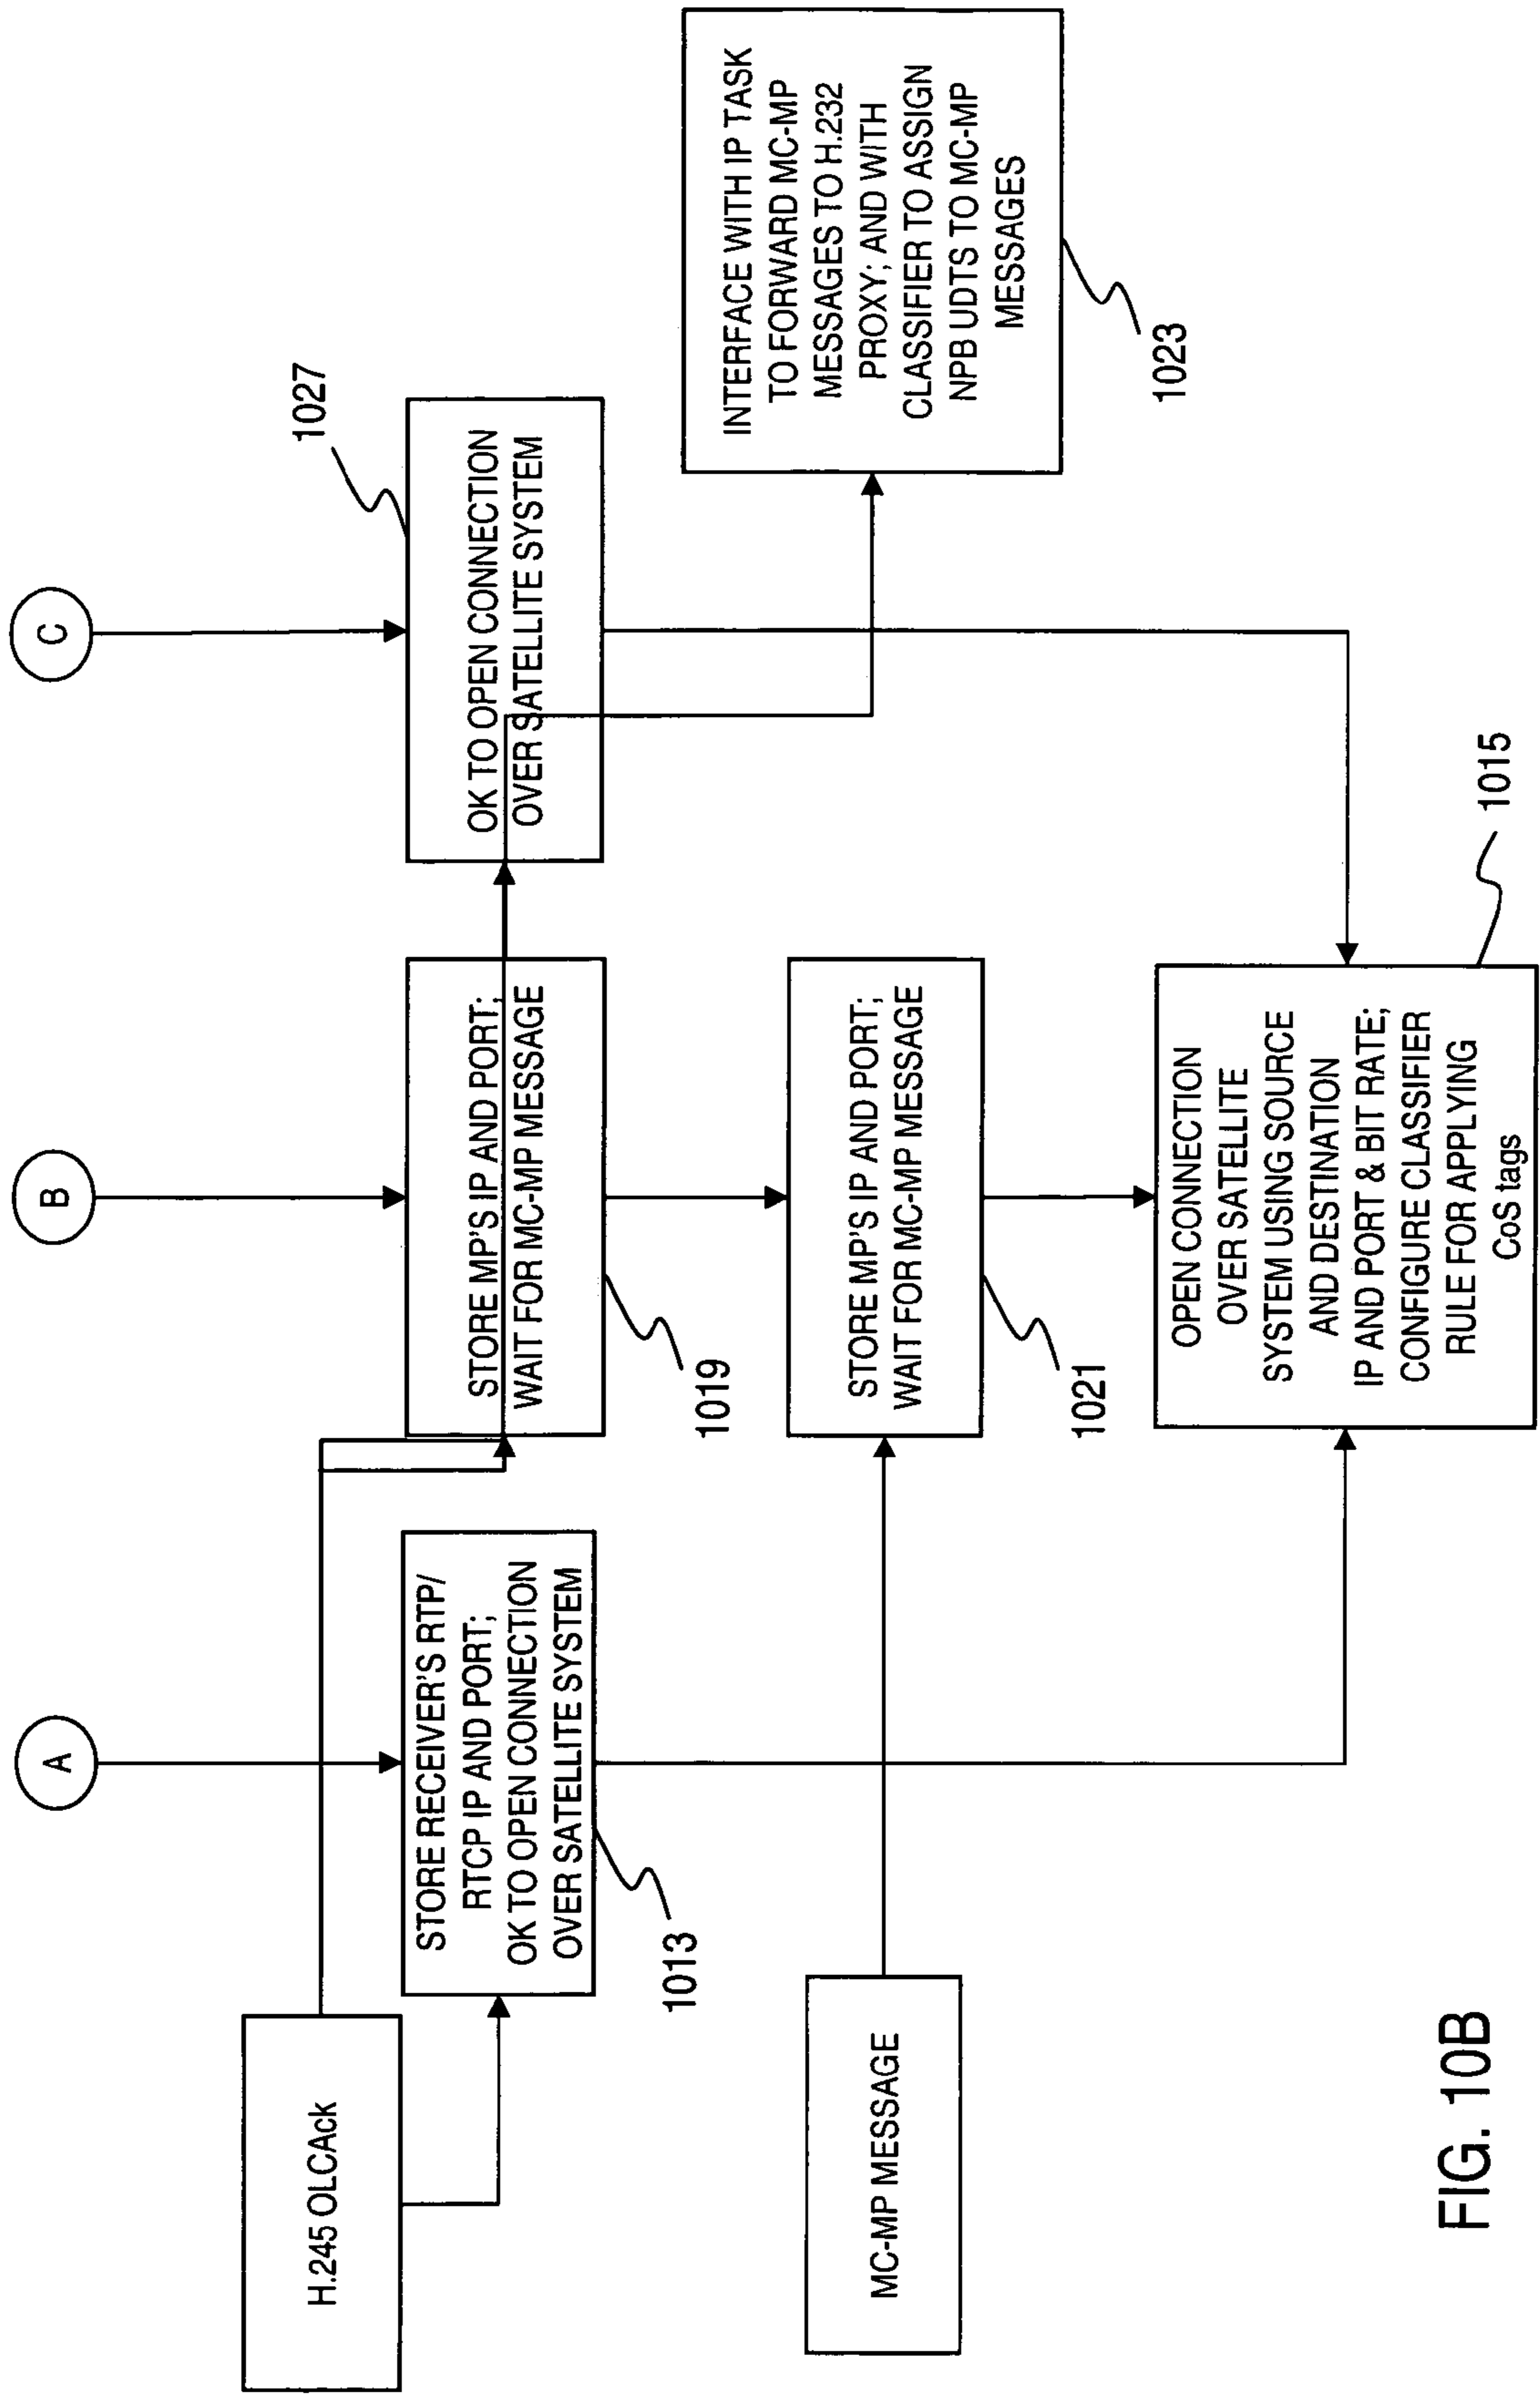 A
B
C
H.245 OLCAck
STORE RECEIVER'S RTP/
RTCP IP AND PORT;
OK TO OPEN CONNECTION
OVER SATELLITE SYSTEM
1013
STORE MP'S IP AND PORT;
WAIT FOR MC-MP MESSAGE
1019
OK TO OPEN CONNECTION
OVER SATELLITE SYSTEM
1027
MC-MP MESSAGE
STORE MP'S IP AND PORT;
WAIT FOR MC-MP MESSAGE
1021
INTERFACE WITH IP TASK
TO FORWARD MC-MP
MESSAGES TO H.232
PROXY; AND WITH
CLASSIFIER TO ASSIGN
NPB UDTS TO MC-MP
MESSAGES
1023
OPEN CONNECTION
OVER SATELLITE
SYSTEM USING SOURCE
AND DESTINATION
IP AND PORT & BIT RATE;
CONFIGURE CLASSIFIER
RULE FOR APPLYING
CoS tags
1015
FIG. 10B